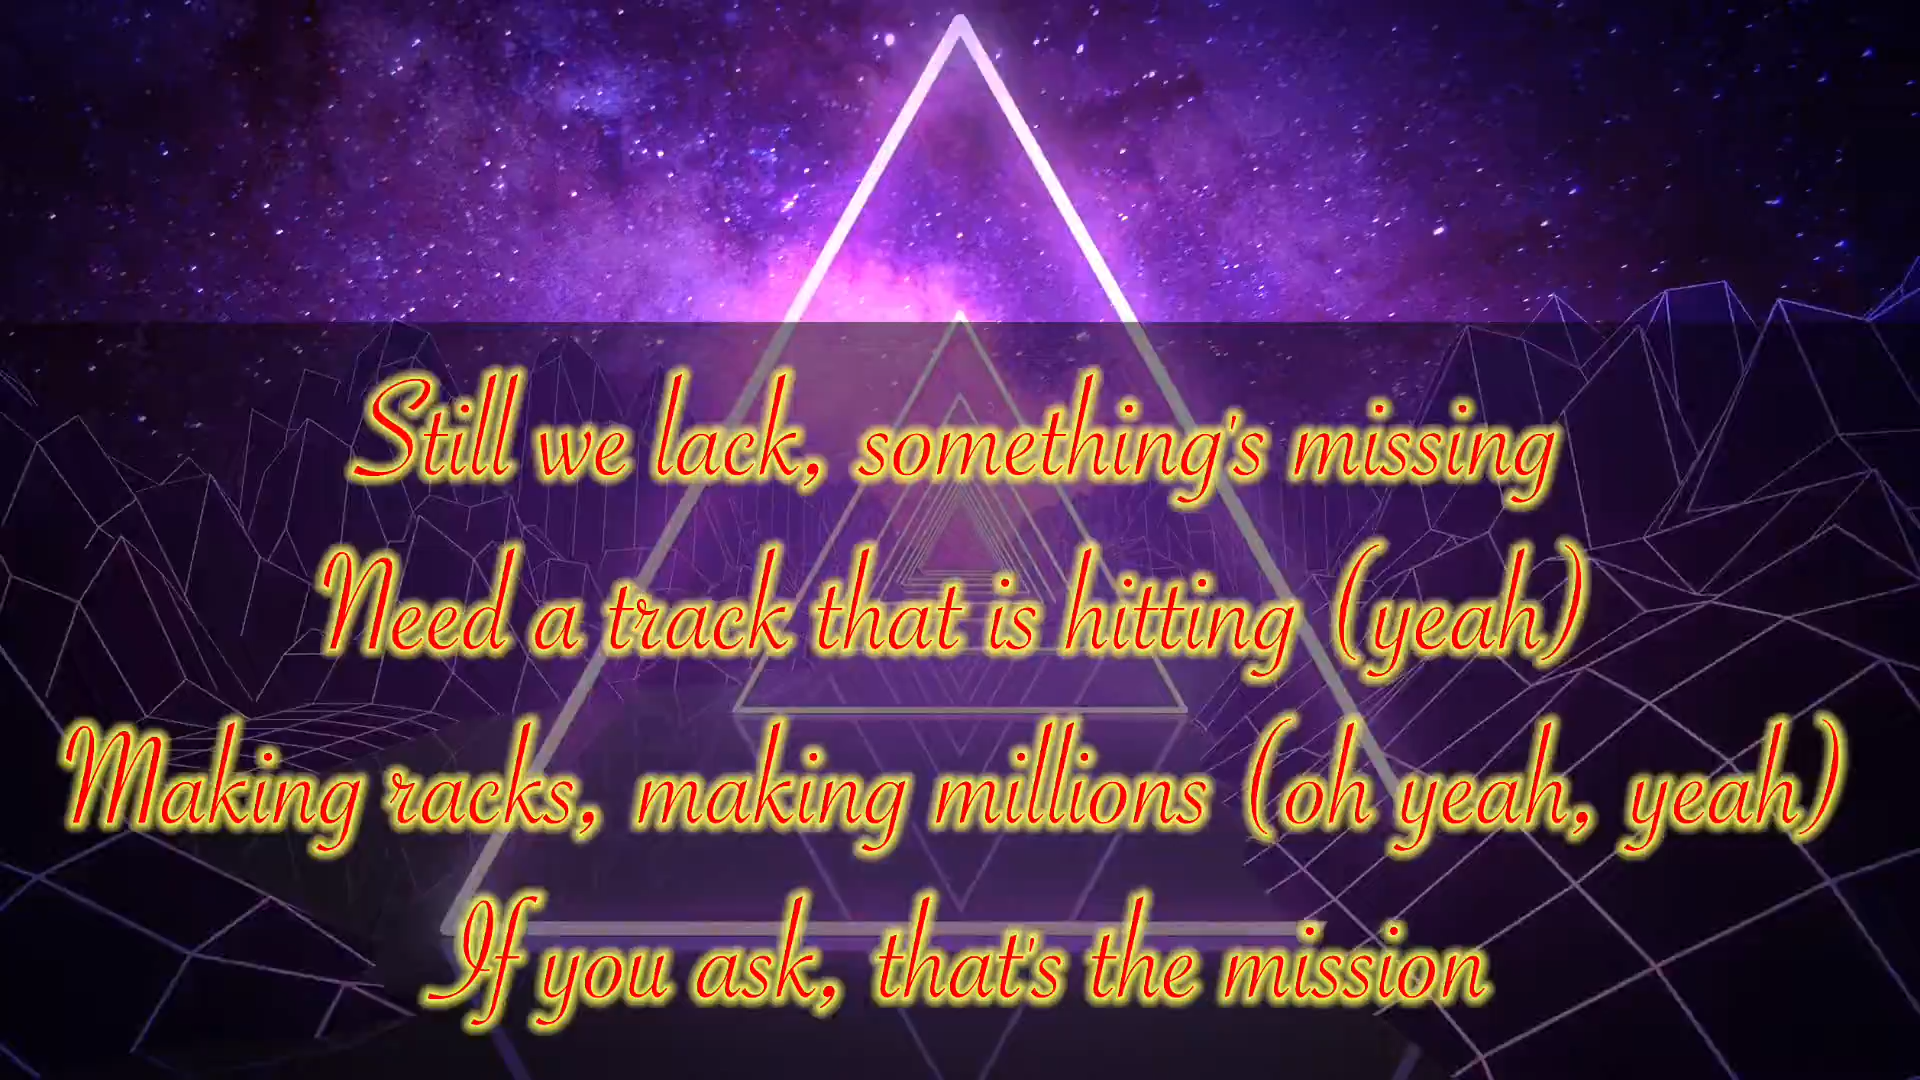 Still we lack, something's missing
Need a track that is hitting (yeah)
Making racks, making millions (oh yeah, yeah)
If you ask, that's the mission